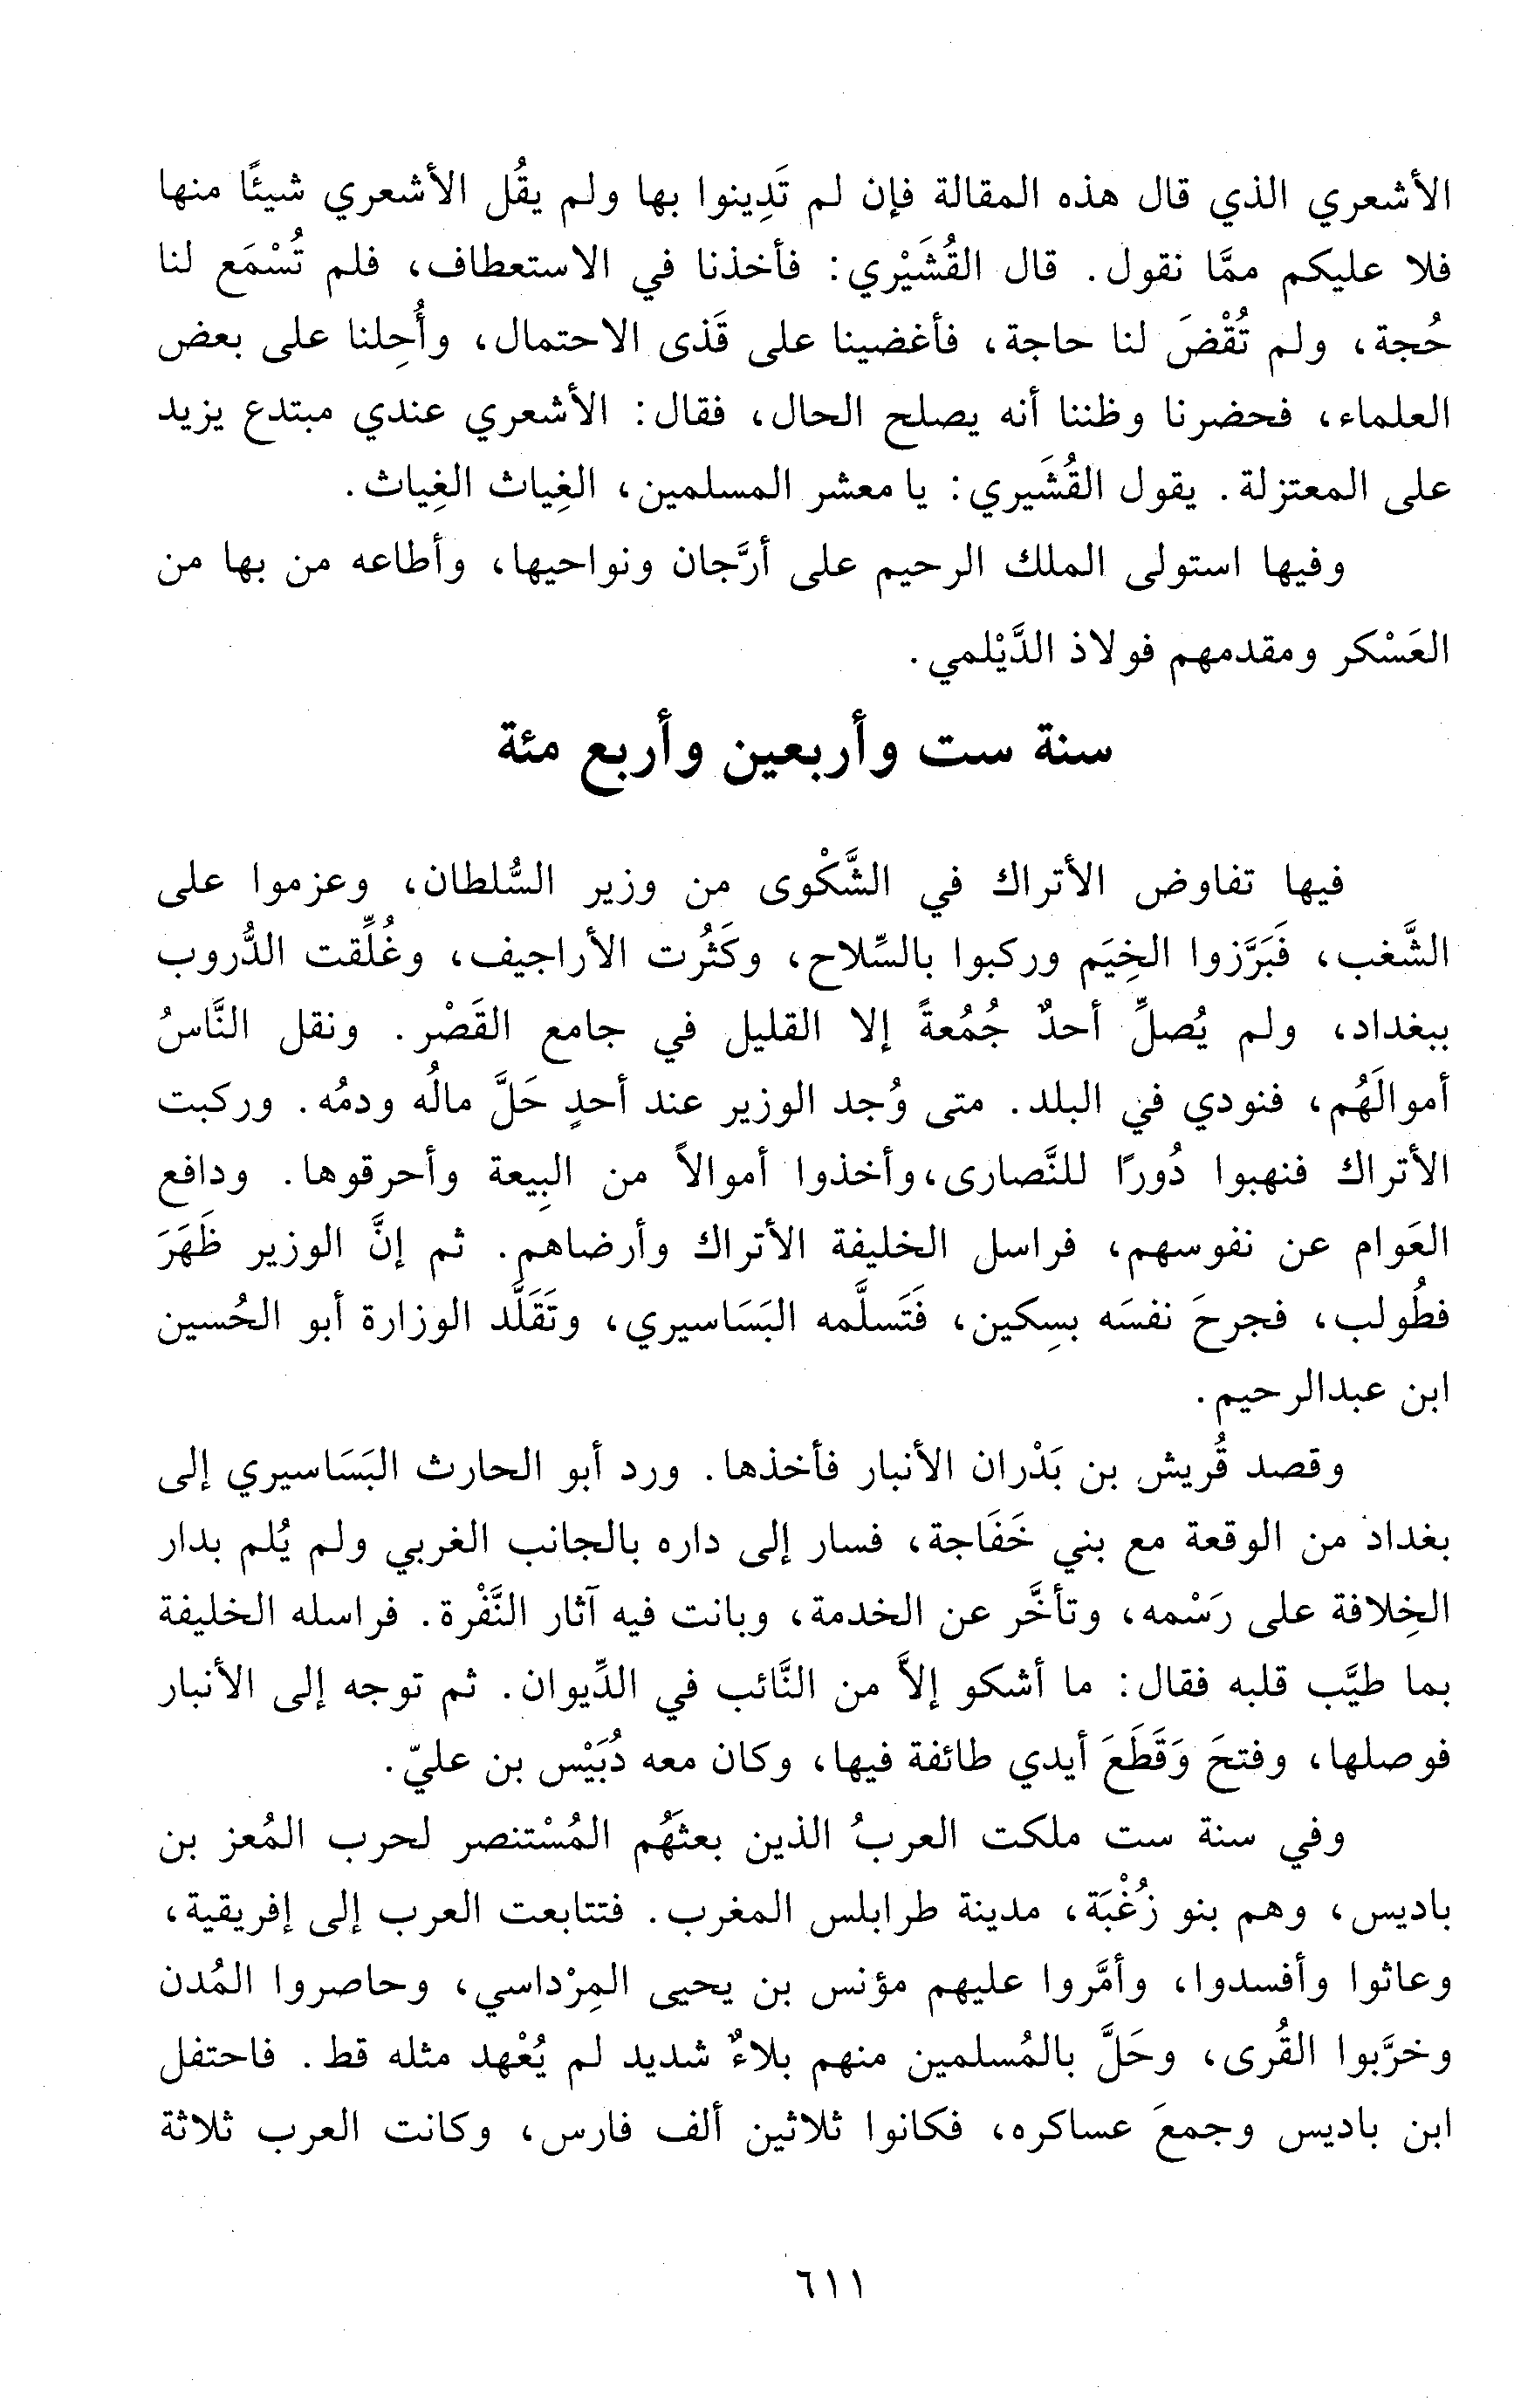 الأشعري الذي قال هذه المقالة فإن لم تَدِينوا بها ولم يقُل الأشعري شيئًا منها
فلا عليكم ممَّا نقول. قال القُشَيْري: فأخذنا في الاستعطاف، فلم تُسْمَع لنا
حُجة، ولم تُقْضَ لنا حاجة، فأغضينا على قَذى الاحتمال، وأُحِلنا على بعض
العلماء، فحضرنا وظننا أنه يصلح الحال، فقال: الأشعري عندي مبتدع يزيد
على المعتزلة. يقول القُشَيري: يا معشر المسلمين، الغِياث الغِياث.
وفيها استولى الملك الرحيم على أرَّجان ونواحيها، وأطاعه من بها من
العَسْكر ومقدمهم فولاذ الدَّيْلمي.
سنة ست وأربعين وأربع مئة
فيها تفاوض الأتراك في الشَّكْوى من وزير السُّلطان، وعزموا على
الشَّغب، فَبَرَّزوا الخِيَم وركبوا بالسِّلاح، وكَثُرت الأراجيف، وغُلِّقت الدُّروب
ببغداد، ولم يُصلِّ أحدٌ جُمُعةً إلا القليل في جامع القَصْر. ونقل النَّاسُ
أموالَهُم، فنودي في البلد. متى وُجد الوزير عند أحدٍ حَلَّ مالُه ودمُه. وركبت
الأتراك فنهبوا دُورًا للنَّصارى،وأخذوا أموالاً من البِيعة وأحرقوها. ودافع
العَوام عن نفوسهم، فراسل الخليفة الأتراك وأرضاهم. ثم إنَّ الوزير ظَهَرَ
فطُولب، فجرحَ نفسَه بسِكين، فَتَسلَّمه البَسَاسيري، وتَقَلَّد الوزارة أبو الحُسين
ابن عبدالرحيم.
وقصد قُريش بن بَدْران الأنبار فأخذها. ورد أبو الحارث البَسَاسيري إلى
بغداد من الوقعة مع بني خَفَاجة، فسار إلى داره بالجانب الغربي ولم يُلم بدار
الخِلافة على رَسْمه، وتأخَّر عن الخدمة، وبانت فيه آثار النَّفْرة. فراسله الخليفة
بما طيَّب قلبه فقال: ما أشكو إلاَّ من النَّائب في الدِّيوان. ثم توجه إلى الأنبار
فوصلها، وفتحَ وَقَطَعَ أيدي طائفة فيها، وكان معه دُبَيْس بن عليّ.
وفي سنة ست ملكت العربُ الذين بعثَهُم المُسْتنصر لحرب المُعز بن
باديس، وهم بنو زُغْبَة، مدينة طرابلس المغرب. فتتابعت العرب إلى إفريقية،
وعاثوا وأفسدوا، وأمَّروا عليهم مؤنس بن يحيى المِرْداسي، وحاصروا المُدن
وخرَّبوا القُرى، وحَلَّ بالمُسلمين منهم بلاءٌ شديد لم يُعْهد مثله قط. فاحتفل
ابن باديس وجمعَ عساكره، فكانوا ثلاثين ألف فارس، وكانت العرب ثلاثة
٦١١